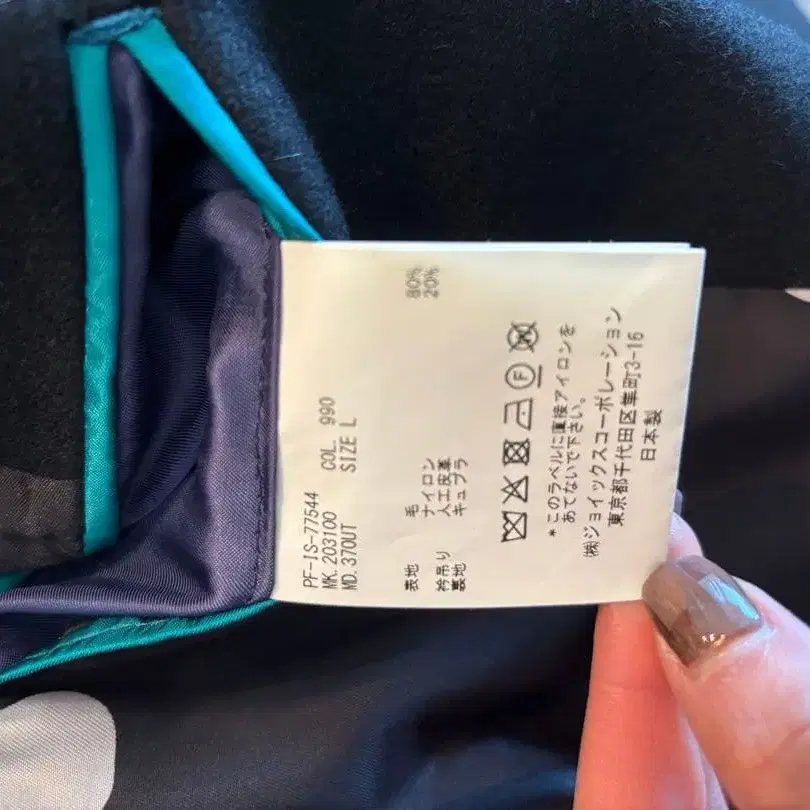 PF-IS-77544 COL. 990
MK.203100 SIZE L
MD.370UT
表地 毛 80%
ナイロン 20%
衿吊り 人工皮革
裏地 キュプラ
F
*このラベルに直接アイロンを
あてないで下さい。
㈱ジョイックスコーポレーション
東京都千代田区隼町3-16
日本製